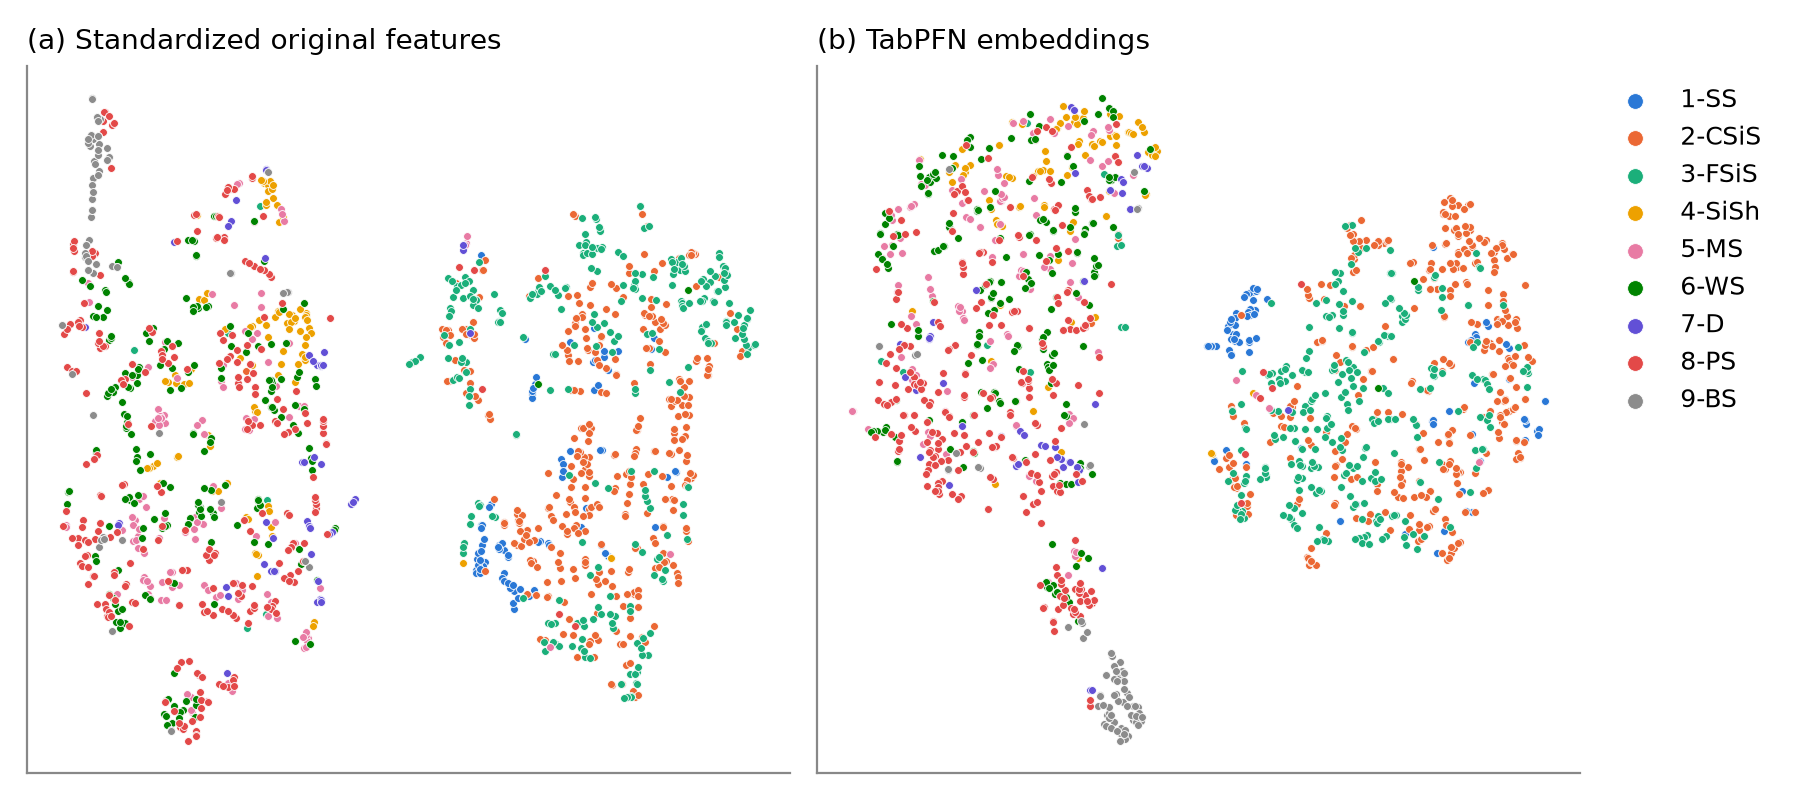 (a) Standardized original features
(b) TabPFN embeddings
1-SS
2-CSiS
3-FSiS
4-SiSh
5-MS
6-WS
7-D
8-PS
9-BS